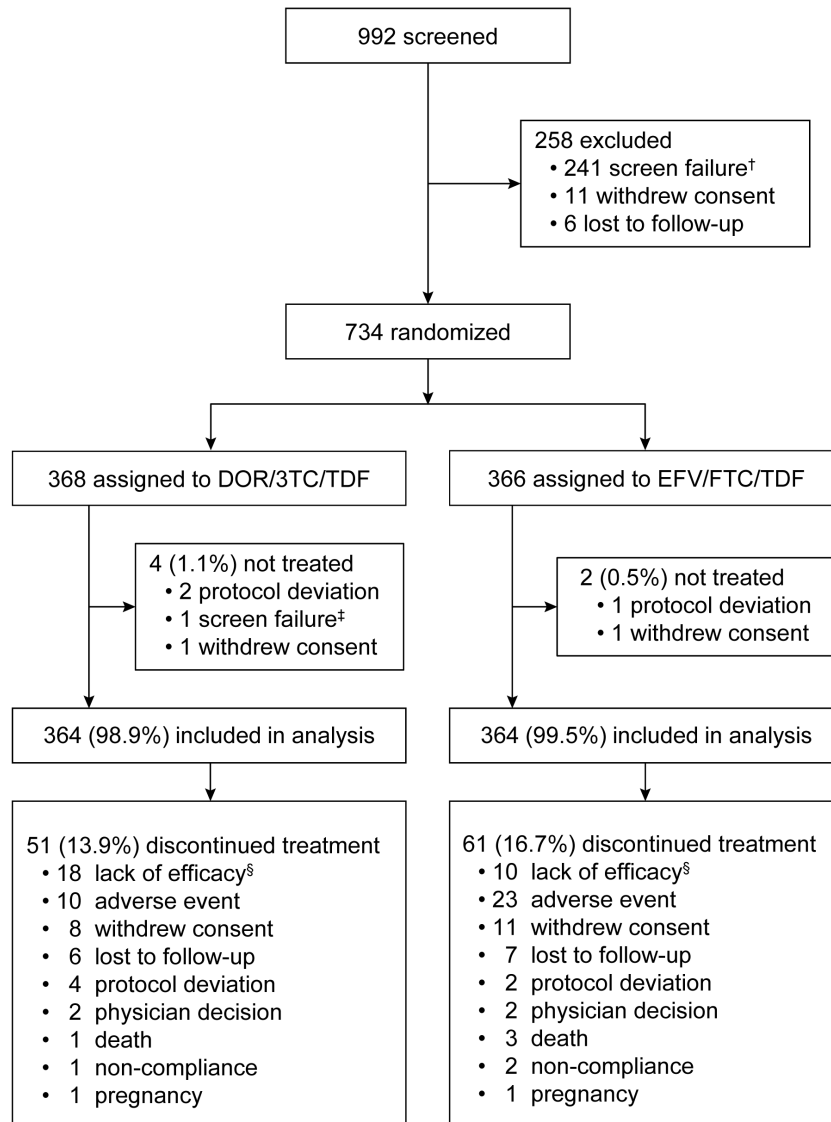 992 screened
258 excluded
• 241 screen failure†
• 11 withdrew consent
• 6 lost to follow-up
734 randomized
368 assigned to DOR/3TC/TDF
4 (1.1%) not treated
• 2 protocol deviation
• 1 screen failure‡
• 1 withdrew consent
364 (98.9%) included in analysis
51 (13.9%) discontinued treatment
• 18 lack of efficacy§
• 10 adverse event
• 8 withdrew consent
• 6 lost to follow-up
• 4 protocol deviation
• 2 physician decision
• 1 death
• 1 non-compliance
• 1 pregnancy
366 assigned to EFV/FTC/TDF
2 (0.5%) not treated
• 1 protocol deviation
• 1 withdrew consent
364 (99.5%) included in analysis
61 (16.7%) discontinued treatment
• 10 lack of efficacy§
• 23 adverse event
• 11 withdrew consent
• 7 lost to follow-up
• 2 protocol deviation
• 2 physician decision
• 3 death
• 2 non-compliance
• 1 pregnancy